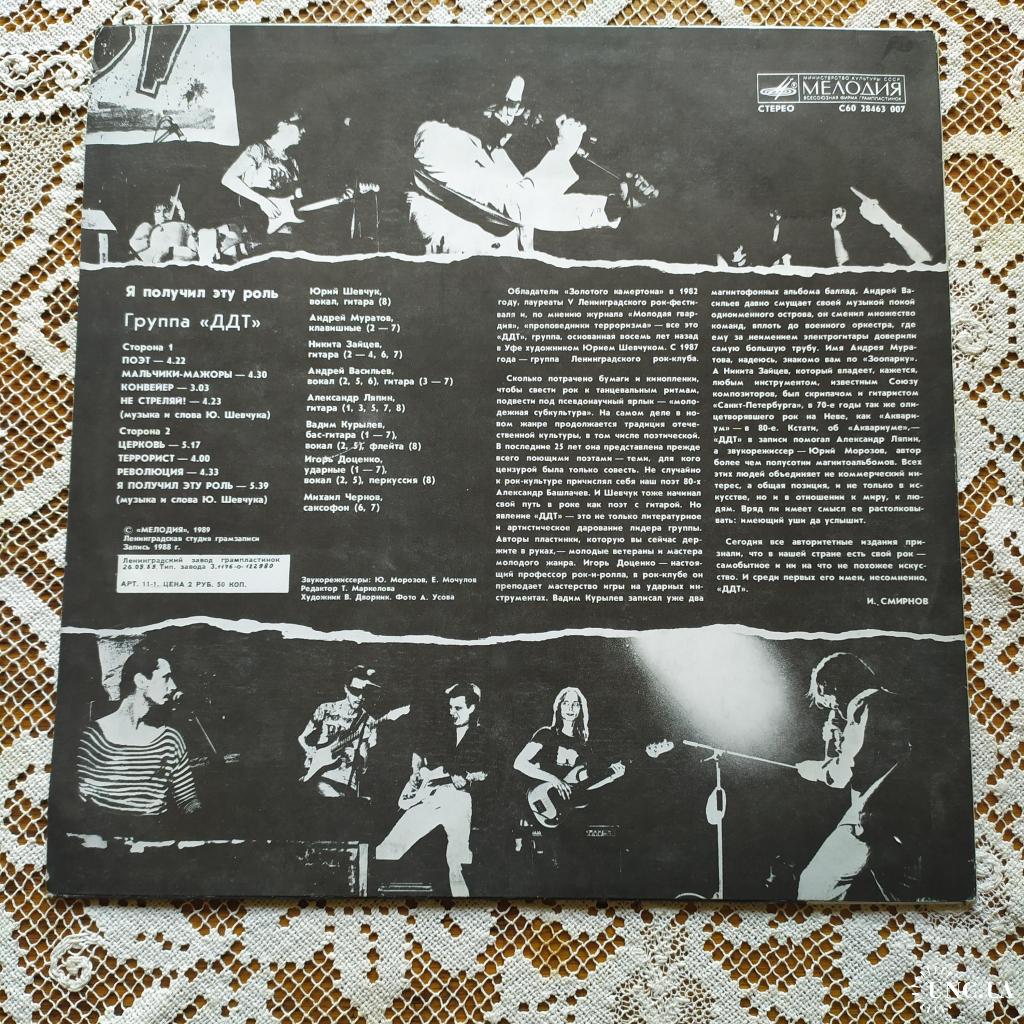 МИНИСТЕРСТВО КУЛЬТУРЫ СССР
МЕЛОДИЯ
ВСЕСОЮЗНАЯ ФИРМА ГРАМПЛАСТИНОК
СТЕРЕО С60 28463 007
Я получил эту роль
Группа «ДДТ»
Сторона 1
ПОЭТ — 4.22
МАЛЬЧИКИ-МАЖОРЫ — 4.30
КОНВЕЙЕР — 3.03
НЕ СТРЕЛЯЙ! — 4.23
(музыка и слова Ю. Шевчука)
Сторона 2
ЦЕРКОВЬ — 5.17
ТЕРРОРИСТ — 4.00
РЕВОЛЮЦИЯ — 4.33
Я ПОЛУЧИЛ ЭТУ РОЛЬ — 5.39
(музыка и слова Ю. Шевчука)
© «МЕЛОДИЯ», 1989
Ленинградская студия грамзаписи
Запись 1988 г.
Ленинградский завод грампластинок
Тип. завода
АРТ. 11-1. ЦЕНА 2 РУБ. 50 КОП.
Юрий Шевчук,
вокал, гитара (8)
Андрей Муратов,
клавишные (2 — 7)
Никита Зайцев,
гитара (2 — 4, 6, 7)
Андрей Васильев,
вокал (2, 5, 6), гитара (3 — 7)
Александр Ляпин,
гитара (1, 3, 5, 7, 8)
Вадим Курылев,
бас-гитара (1 — 7),
вокал (2, 5), флейта (8)
Игорь Доценко,
ударные (1 — 7),
вокал (2, 5), перкуссия (8)
Михаил Чернов,
саксофон (6, 7)
Звукорежиссеры: Ю. Морозов, Е. Мочулов
Редактор Т. Маркелова
Художник В. Дворник. Фото А. Усова
Обладатели «Золотого камертона» в 1982
году, лауреаты V Ленинградского рок-фести-
валя и, по мнению журнала «Молодая гвар-
дия», «проповедники терроризма» — все это
«ДДТ», группа, основанная восемь лет назад
в Уфе художником Юрием Шевчуком. С 1987
года — группа Ленинградского рок-клуба.
Сколько потрачено бумаги и кинопленки,
чтобы свести рок к танцевальным ритмам,
подвести под псевдонаучный ярлык — «моло-
дежная субкультура». На самом деле в но-
вом жанре продолжается традиция отече-
ственной культуры, в том числе поэтической.
В последние 25 лет она представлена прежде
всего поющими поэтами — теми, для кого
цензурой была только совесть. Не случайно
к рок-культуре причислял себя наш поэт 80-х
Александр Башлачев. И Шевчук тоже начинал
свой путь в роке как поэт с гитарой. Но
явление «ДДТ» — это не только литературное
и артистическое дарование лидера группы.
Авторы пластинки, которую вы сейчас дер-
жите в руках,— молодые ветераны и мастера
молодого жанра. Игорь Доценко — настоя-
щий профессор рок-н-ролла, в рок-клубе он
преподает мастерство игры на ударных ин-
струментах. Вадим Курылев записал уже два
магнитофонных альбома баллад. Андрей Ва-
сильев давно смущает своей музыкой покой
одноименного острова, он сменил множество
команд, вплоть до военного оркестра, где
ему за неимением электрогитары доверили
самую большую трубу. Имя Андрея Мура-
това, надеюсь, знакомо вам по «Зоопарку».
А Никита Зайцев, который владеет, кажется,
любым инструментом, известным Союзу
композиторов, был скрипачом и гитаристом
«Санкт-Петербурга», в 70-е годы так же оли-
цетворявшего рок на Неве, как «Аквари-
ум» — в 80-е. Кстати, об «Аквариуме»,—
«ДДТ» в записи помогал Александр Ляпин,
а звукорежиссер — Юрий Морозов, автор
более чем полусотни магнитоальбомов. Всех
этих людей объединяет не коммерческий ин-
терес, а общая позиция, и не только в ис-
кусстве, но и в отношении к миру, к лю-
дям. Вряд ли имеет смысл ее растолковы-
вать: имеющий уши да услышит.
Сегодня все авторитетные издания при-
знали, что в нашей стране есть свой рок —
самобытное и ни на что не похожее искус-
ство. И среди первых его имен, несомненно,
«ДДТ».
И. СМИРНОВ
UNC.UA